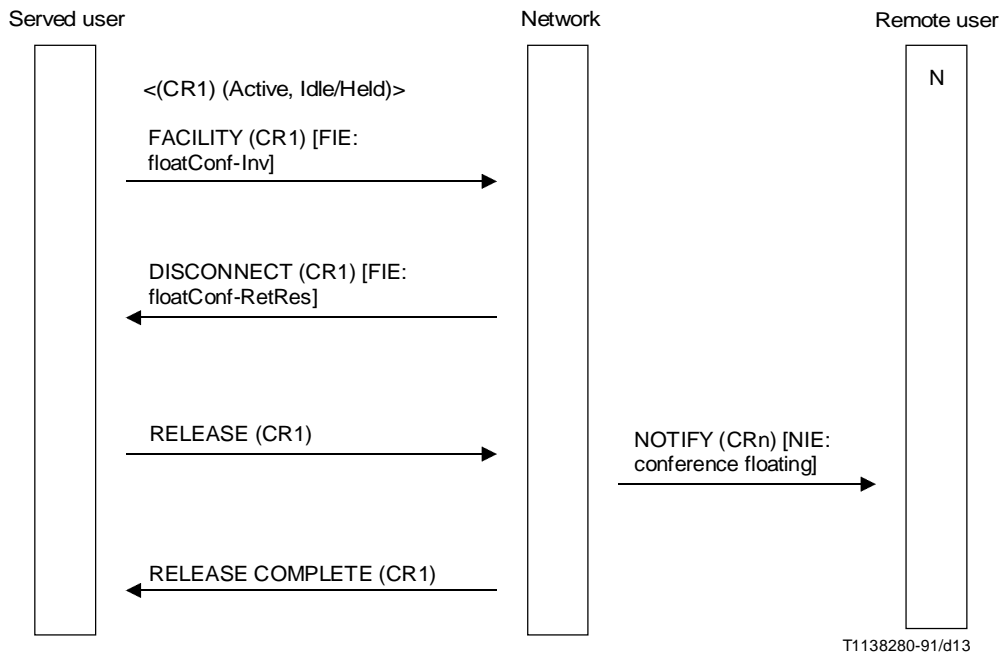 Served user
Network
Remote user
N
<(CR1) (Active, Idle/Held)>
FACILITY (CR1) [FIE:
floatConf-Inv]
DISCONNECT (CR1) [FIE:
floatConf-RetRes]
RELEASE (CR1)
NOTIFY (CRn) [NIE:
conference floating]
RELEASE COMPLETE (CR1)
T1138280-91/d13